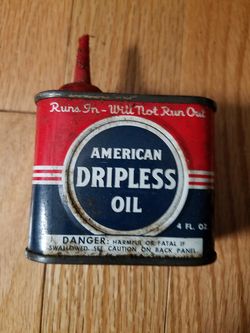 Runs In - Will Not Run Out
AMERICAN
DRIPLESS
OIL
4 FL. OZ.
DANGER: HARMFUL OR FATAL IF
SWALLOWED. SEE CAUTION ON BACK PANEL